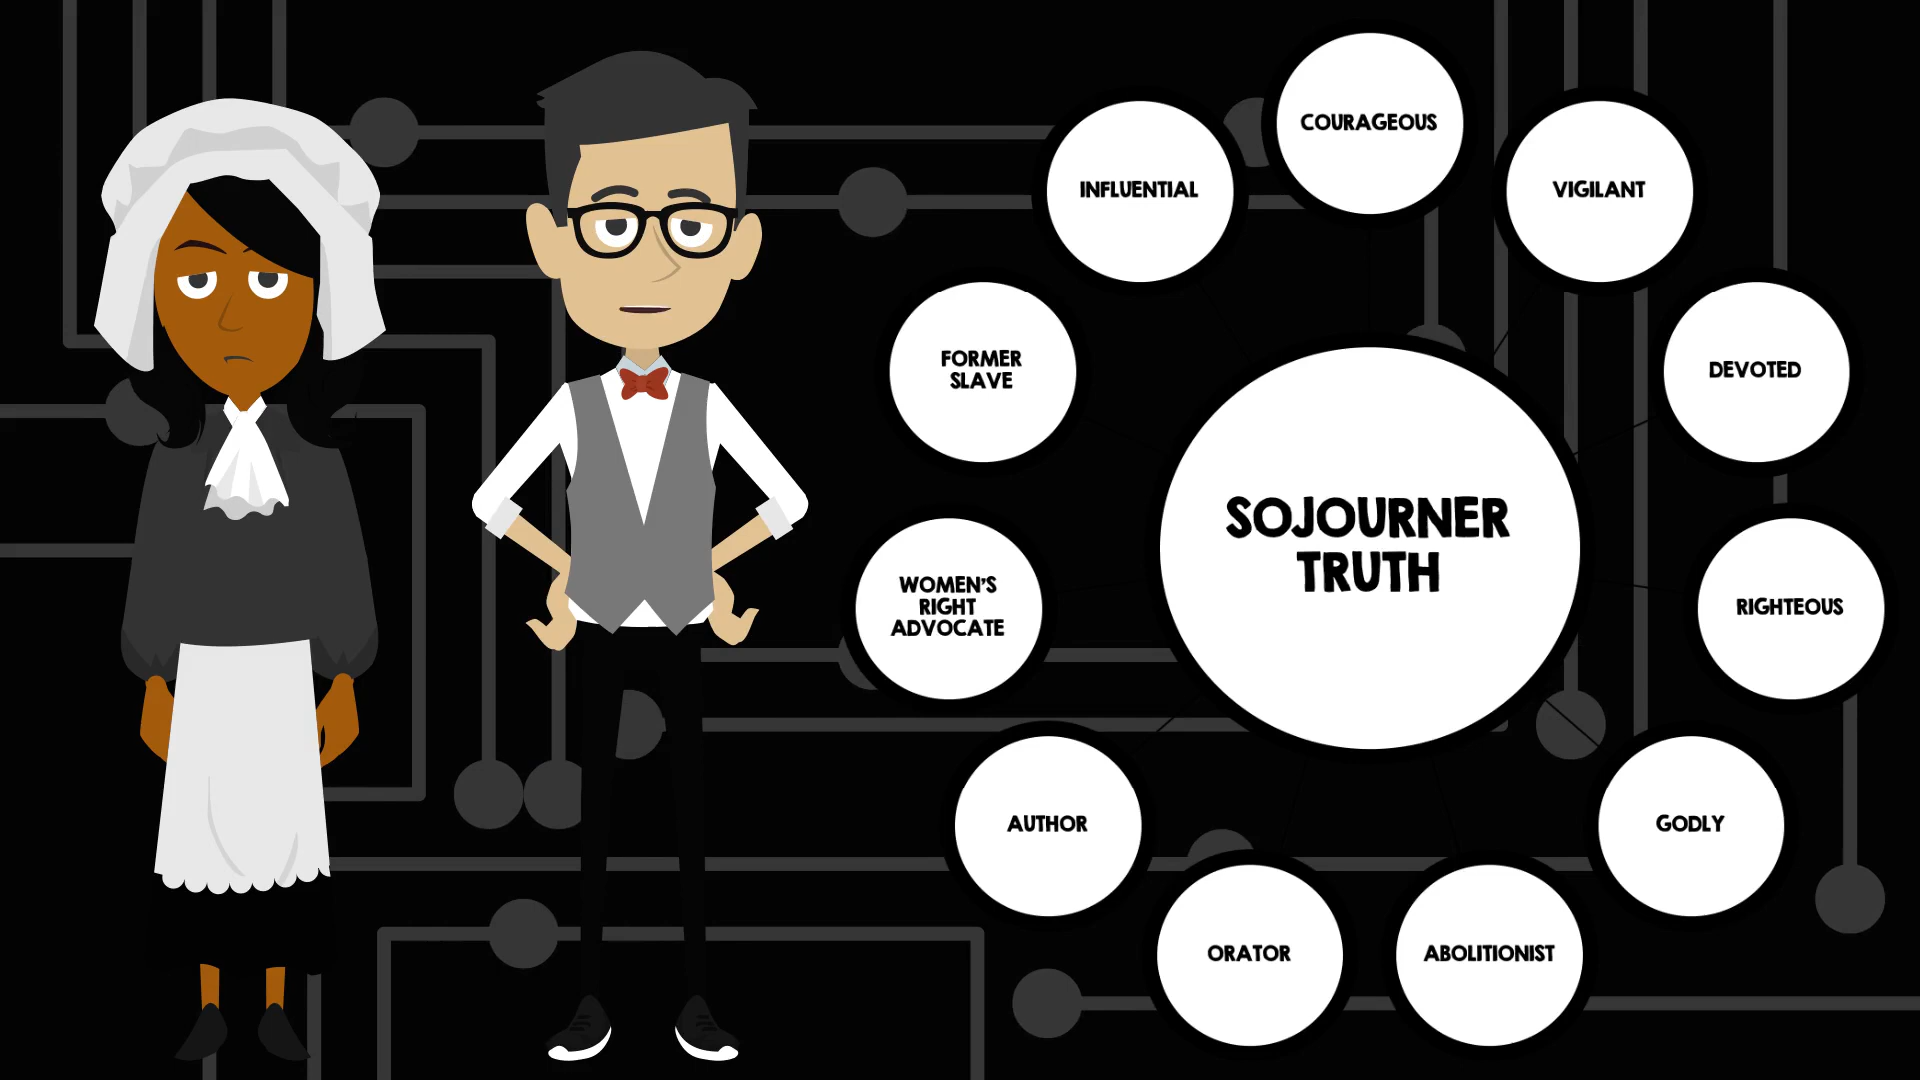 COURAGEOUS
INFLUENTIAL
VIGILANT
FORMER
SLAVE
DEVOTED
SOJOURNER
TRUTH
WOMEN'S
RIGHT
ADVOCATE
RIGHTEOUS
AUTHOR
GODLY
ORATOR
ABOLITIONIST